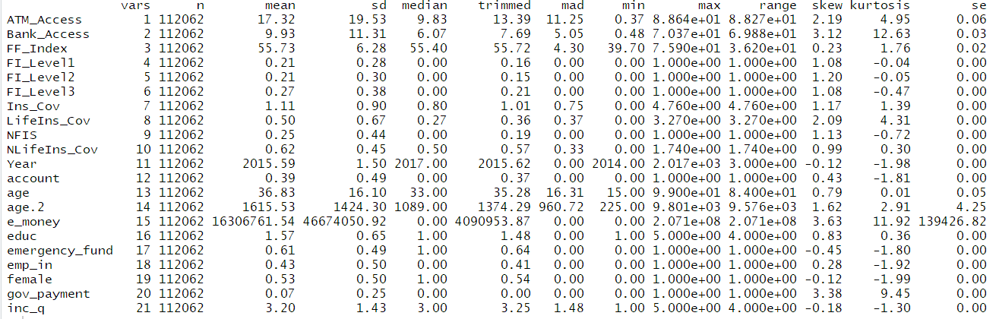 vars n mean sd median trimmed mad min max range skew kurtosis se
ATM_Access 1 112062 17.32 19.53 9.83 13.39 11.25 0.37 8.864e+01 8.827e+01 2.19 4.95 0.06
Bank_Access 2 112062 9.93 11.31 6.07 7.69 5.05 0.48 7.037e+01 6.988e+01 3.12 12.63 0.03
FF_Index 3 112062 55.73 6.28 55.40 55.72 4.30 39.70 7.590e+01 3.620e+01 0.23 1.76 0.02
FI_Level1 4 112062 0.21 0.28 0.00 0.16 0.00 0.00 1.000e+00 1.000e+00 1.08 -0.04 0.00
FI_Level2 5 112062 0.21 0.30 0.00 0.15 0.00 0.00 1.000e+00 1.000e+00 1.20 -0.05 0.00
FI_Level3 6 112062 0.27 0.38 0.00 0.21 0.00 0.00 1.000e+00 1.000e+00 1.08 -0.47 0.00
Ins_Cov 7 112062 1.11 0.90 0.80 1.01 0.75 0.00 4.760e+00 4.760e+00 1.17 1.39 0.00
LifeIns_Cov 8 112062 0.50 0.67 0.27 0.36 0.37 0.00 3.270e+00 3.270e+00 2.09 4.31 0.00
NFIS 9 112062 0.25 0.44 0.00 0.19 0.00 0.00 1.000e+00 1.000e+00 1.13 -0.72 0.00
NLifeIns_Cov 10 112062 0.62 0.45 0.50 0.57 0.33 0.00 1.740e+00 1.740e+00 0.99 0.30 0.00
Year 11 112062 2015.59 1.50 2017.00 2015.62 0.00 2014.00 2.017e+03 3.000e+00 -0.12 -1.98 0.00
account 12 112062 0.39 0.49 0.00 0.37 0.00 0.00 1.000e+00 1.000e+00 0.43 -1.81 0.00
age 13 112062 36.83 16.10 33.00 35.28 16.31 15.00 9.900e+01 8.400e+01 0.79 0.01 0.05
age.2 14 112062 1615.53 1424.30 1089.00 1374.29 960.72 225.00 9.801e+03 9.576e+03 1.62 2.91 4.25
e_money 15 112062 16306761.54 46674050.92 0.00 4090953.87 0.00 0.00 2.071e+08 2.071e+08 3.63 11.92 139426.82
educ 16 112062 1.57 0.65 1.00 1.48 0.00 1.00 5.000e+00 4.000e+00 0.83 0.36 0.00
emergency_fund 17 112062 0.61 0.49 1.00 0.64 0.00 0.00 1.000e+00 1.000e+00 -0.45 -1.80 0.00
emp_in 18 112062 0.43 0.50 0.00 0.41 0.00 0.00 1.000e+00 1.000e+00 0.28 -1.92 0.00
female 19 112062 0.53 0.50 1.00 0.54 0.00 0.00 1.000e+00 1.000e+00 -0.12 -1.99 0.00
gov_payment 20 112062 0.07 0.25 0.00 0.00 0.00 0.00 1.000e+00 1.000e+00 3.38 9.45 0.00
inc_q 21 112062 3.20 1.43 3.00 3.25 1.48 1.00 5.000e+00 4.000e+00 -0.18 -1.30 0.00